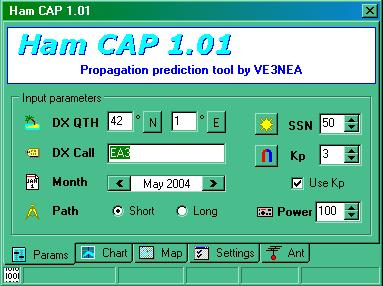 Ham CAP 1.01
Ham CAP 1.01
Propagation prediction tool by VE3NEA
Input parameters
DX QTH 42 ° N 1 ° E SSN 50
DX Call EA3 Kp 3
Month < May 2004 > Use Kp
Path Short Long Power 100
Params Chart Map Settings Ant